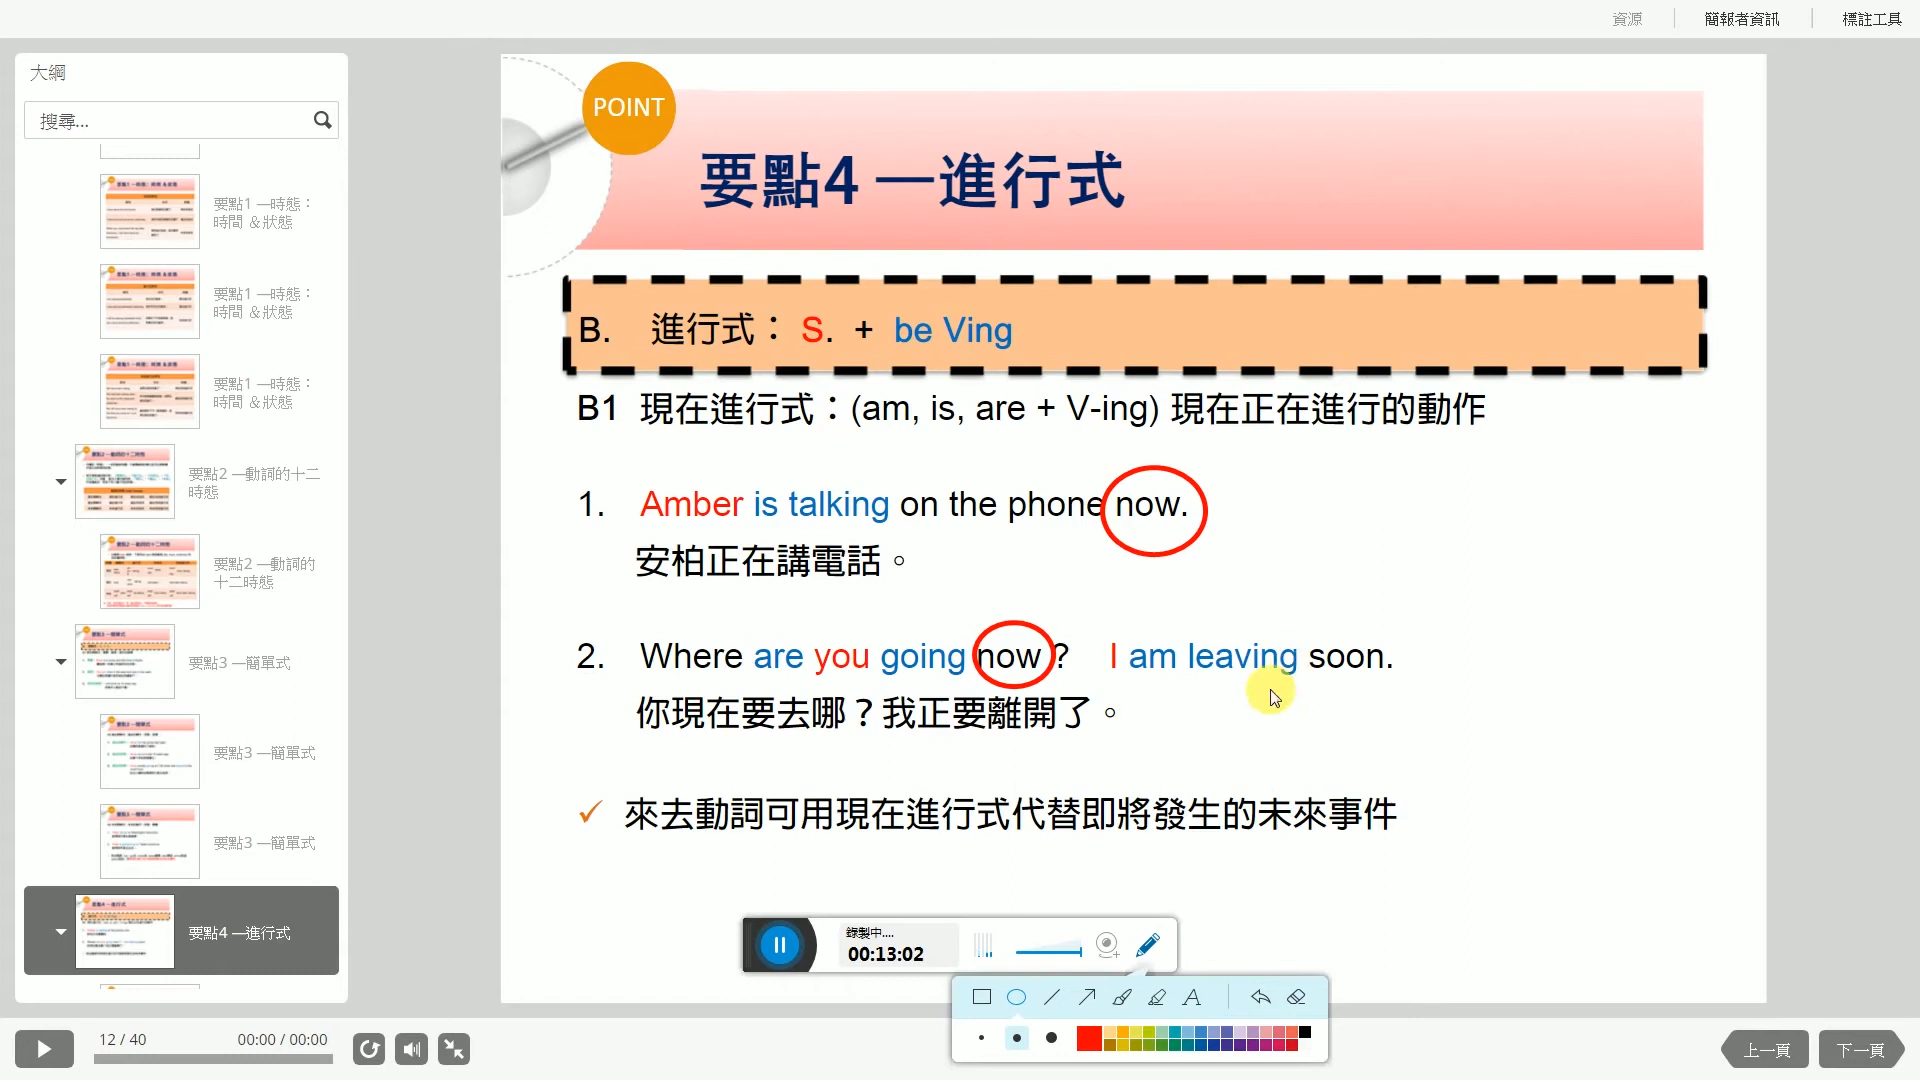 資源
簡報者資訊
標註工具
大綱
搜尋...
要點1 —時態：
時間 &狀態
要點1 —時態：
時間 &狀態
要點1 —時態：
時間 &狀態
要點2 —動詞的十二
時態
要點2 —動詞的
十二時態
要點3 —簡單式
要點3 —簡單式
要點3 —簡單式
要點4 —進行式
POINT
要點4 —進行式
B. 進行式： S. + be Ving
B1 現在進行式：(am, is, are + V-ing) 現在正在進行的動作
1. Amber is talking on the phone now.
安柏正在講電話。
2. Where are you going now ? I am leaving soon.
你現在要去哪？我正要離開了。
✓ 來去動詞可用現在進行式代替即將發生的未來事件
錄製中....
00:13:02
A
12 / 40
00:00 / 00:00
上一頁
下一頁